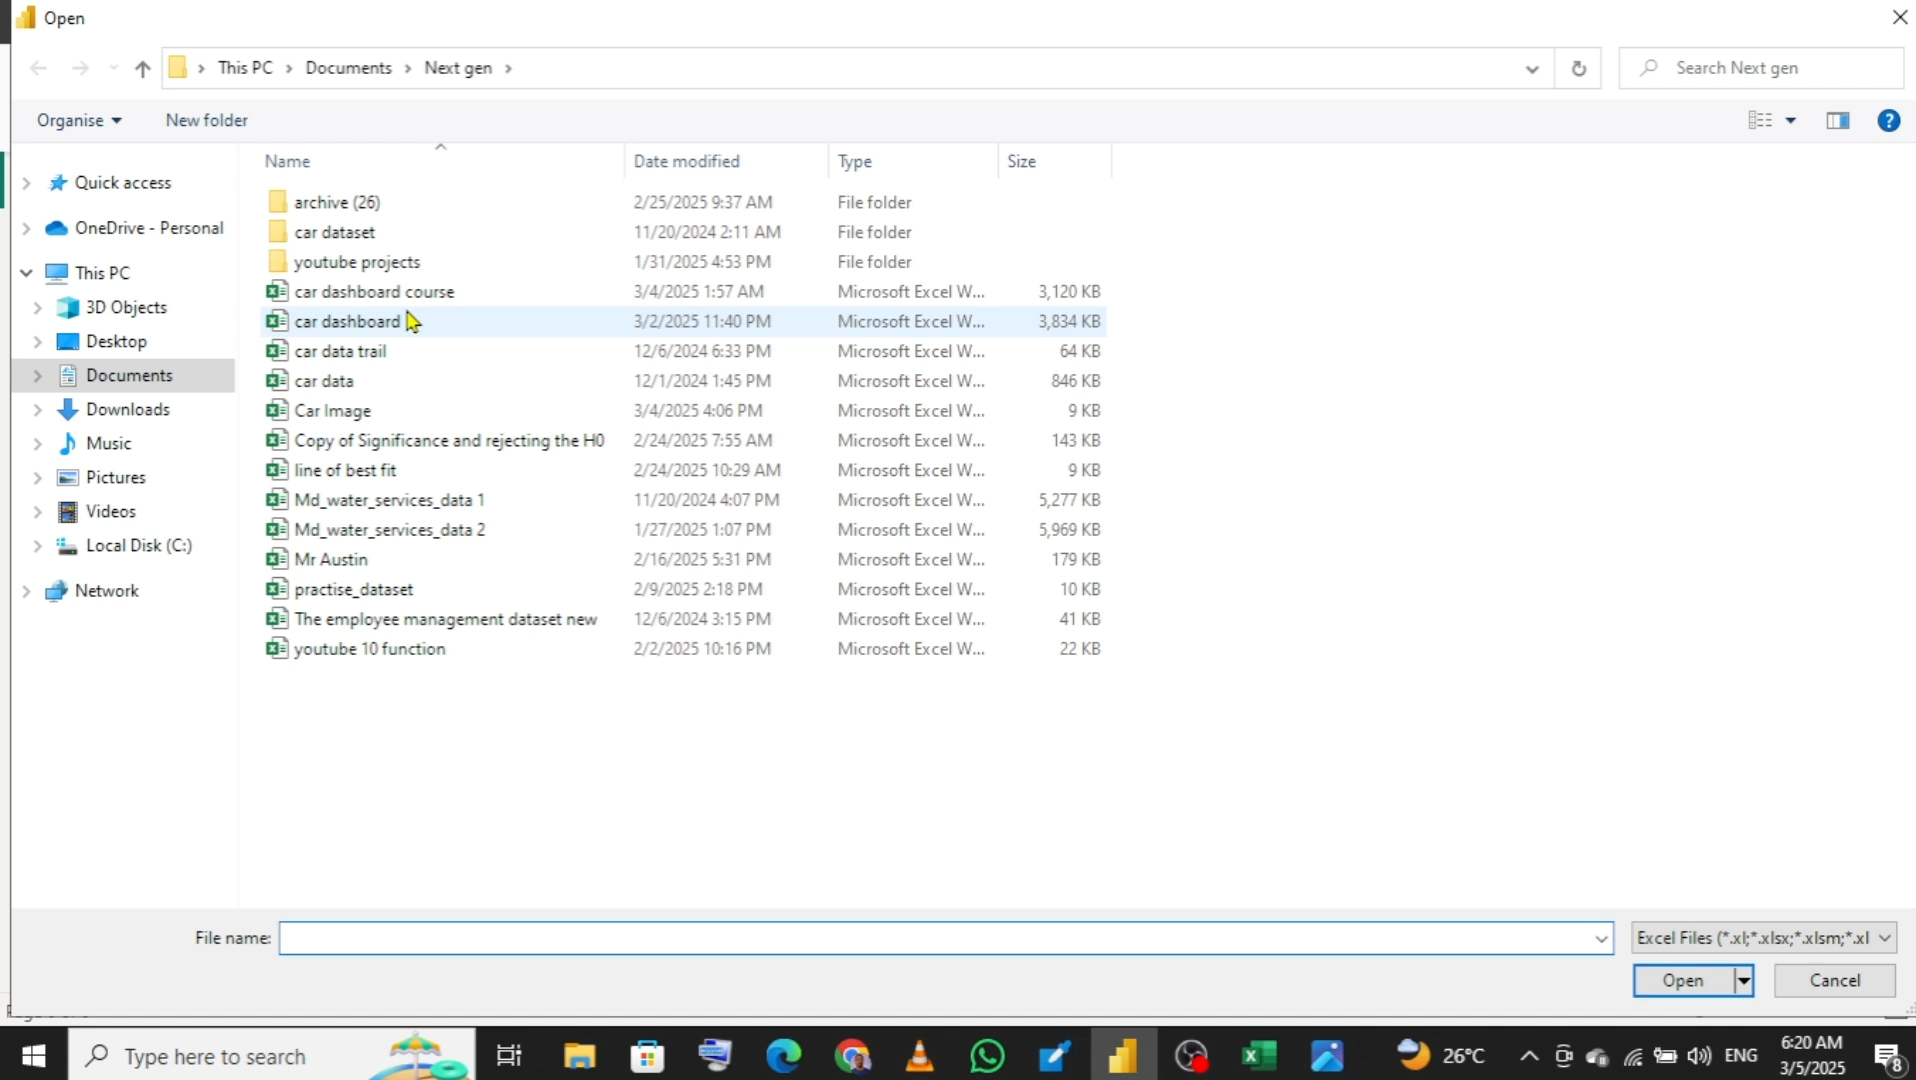 Open
This PC > Documents > Next gen >
Search Next gen
Organise
New folder
Name Date modified Type Size
Quick access
OneDrive - Personal
This PC
3D Objects
Desktop
Documents
Downloads
Music
Pictures
Videos
Local Disk (C:)
Network
archive (26) 2/25/2025 9:37 AM File folder
car dataset 11/20/2024 2:11 AM File folder
youtube projects 1/31/2025 4:53 PM File folder
car dashboard course 3/4/2025 1:57 AM Microsoft Excel W... 3,120 KB
car dashboard 3/2/2025 11:40 PM Microsoft Excel W... 3,834 KB
car data trail 12/6/2024 6:33 PM Microsoft Excel W... 64 KB
car data 12/1/2024 1:45 PM Microsoft Excel W... 846 KB
Car Image 3/4/2025 4:06 PM Microsoft Excel W... 9 KB
Copy of Significance and rejecting the H0 2/24/2025 7:55 AM Microsoft Excel W... 143 KB
line of best fit 2/24/2025 10:29 AM Microsoft Excel W... 9 KB
Md_water_services_data 1 11/20/2024 4:07 PM Microsoft Excel W... 5,277 KB
Md_water_services_data 2 1/27/2025 1:07 PM Microsoft Excel W... 5,969 KB
Mr Austin 2/16/2025 5:31 PM Microsoft Excel W... 179 KB
practise_dataset 2/9/2025 2:18 PM Microsoft Excel W... 10 KB
The employee management dataset new 12/6/2024 3:15 PM Microsoft Excel W... 41 KB
youtube 10 function 2/2/2025 10:16 PM Microsoft Excel W... 22 KB
File name:
Excel Files (*.xl;*.xlsx;*.xlsm;*.xl
Open
Cancel
Type here to search
26°C
ENG
6:20 AM
3/5/2025
8